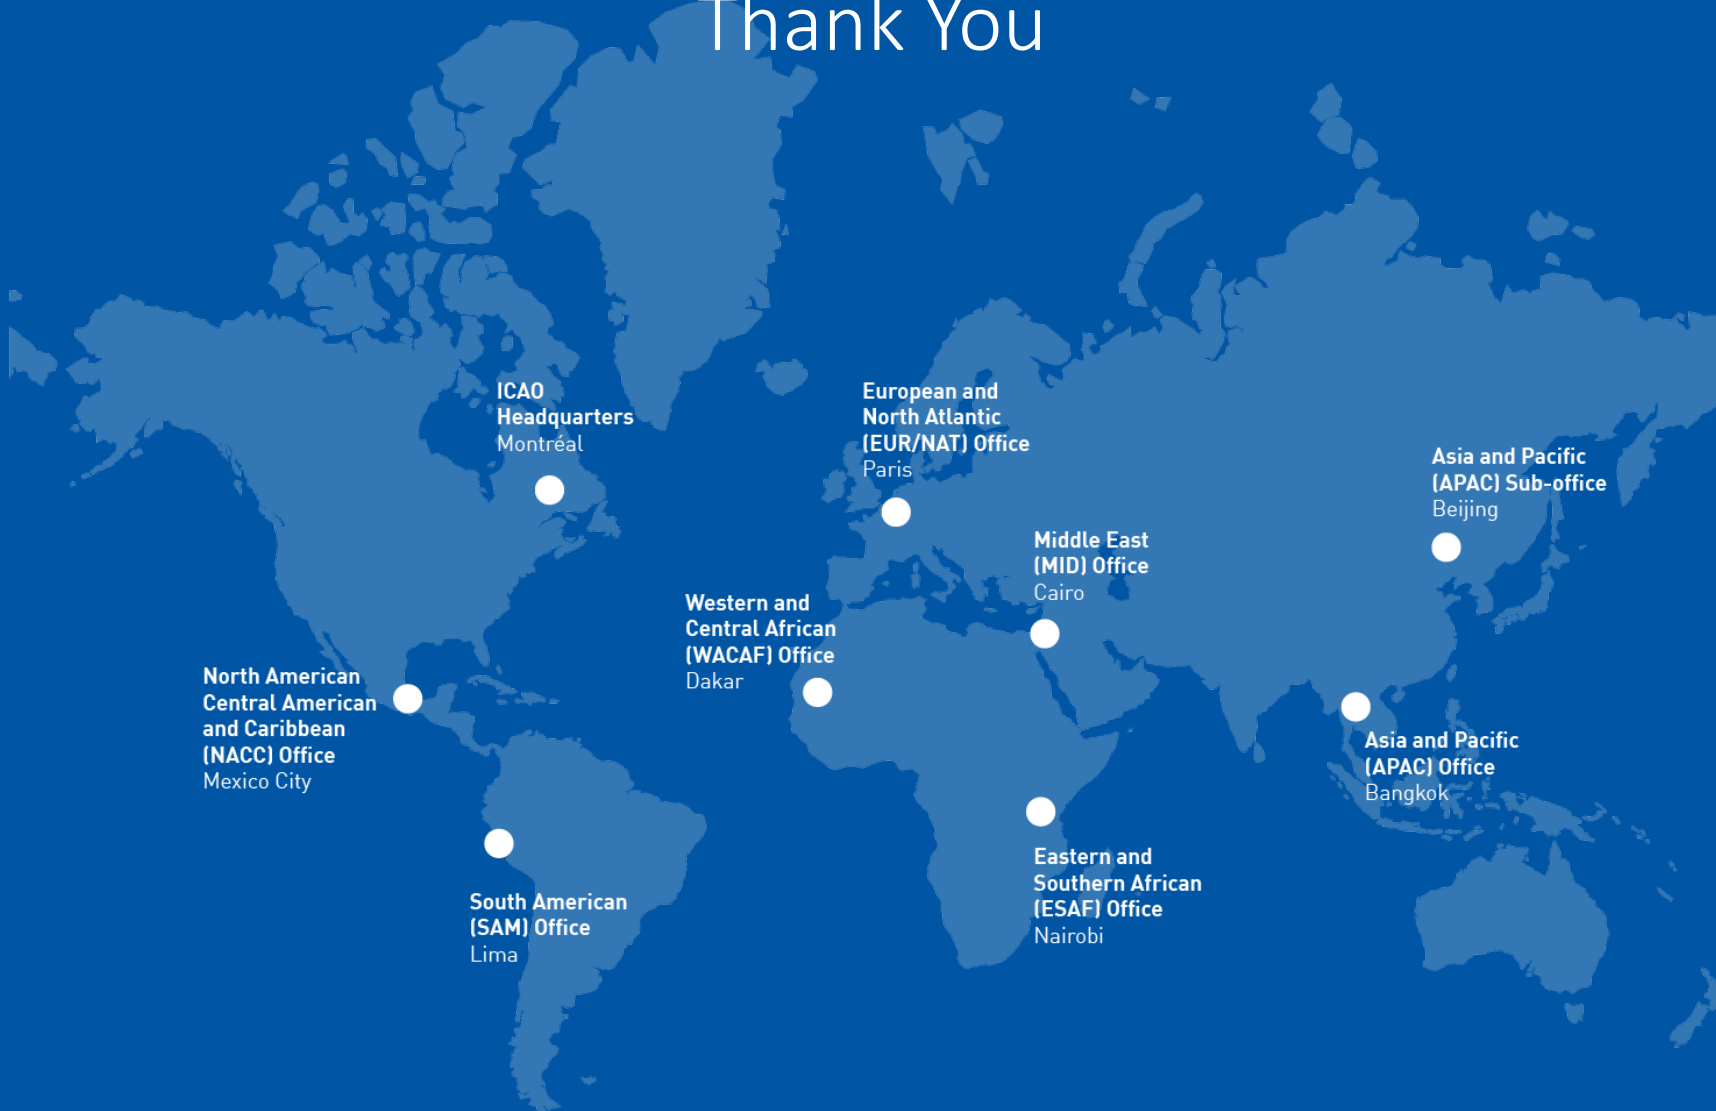 Thank You
ICAO
Headquarters
Montréal
European and
North Atlantic
(EUR/NAT) Office
Paris
Asia and Pacific
(APAC) Sub-office
Beijing
Middle East
(MID) Office
Cairo
Western and
Central African
(WACAF) Office
Dakar
North American
Central American
and Caribbean
(NACC) Office
Mexico City
Asia and Pacific
(APAC) Office
Bangkok
Eastern and
Southern African
(ESAF) Office
Nairobi
South American
(SAM) Office
Lima